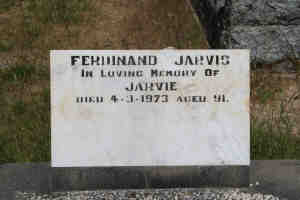 FERDINAND JARVIS
IN LOVING MEMORY OF
JARVIE
DIED 4-3-1973 AGED 91.